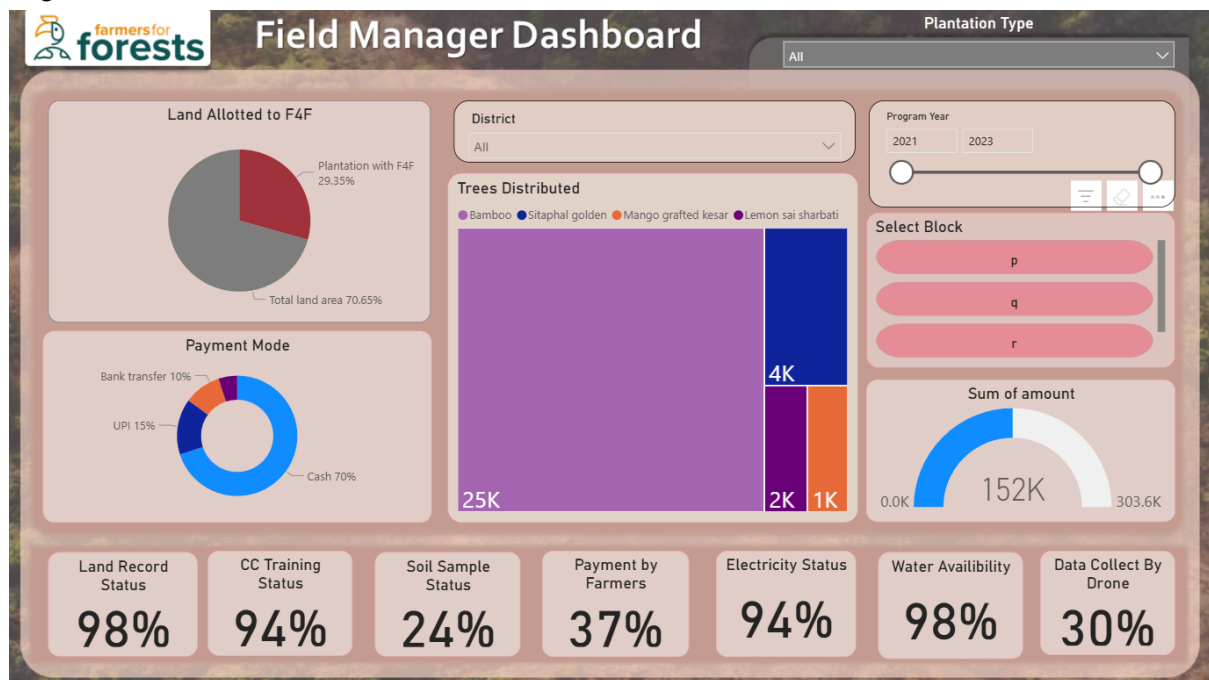 farmersfor
forests
Field Manager Dashboard
Plantation Type
All
Land Allotted to F4F
Plantation with F4F
29.35%
Total land area 70.65%
District
All
Program Year
2021 2023
Trees Distributed
Bamboo Sitaphal golden Mango grafted kesar Lemon sai sharbati
25K
4K
2K
1K
Select Block
p
q
r
Payment Mode
Bank transfer 10%
UPI 15%
Cash 70%
Sum of amount
152K
0.0K
303.6K
Land Record
Status
98%
CC Training
Status
94%
Soil Sample
Status
24%
Payment by
Farmers
37%
Electricity Status
94%
Water Availibility
98%
Data Collect By
Drone
30%